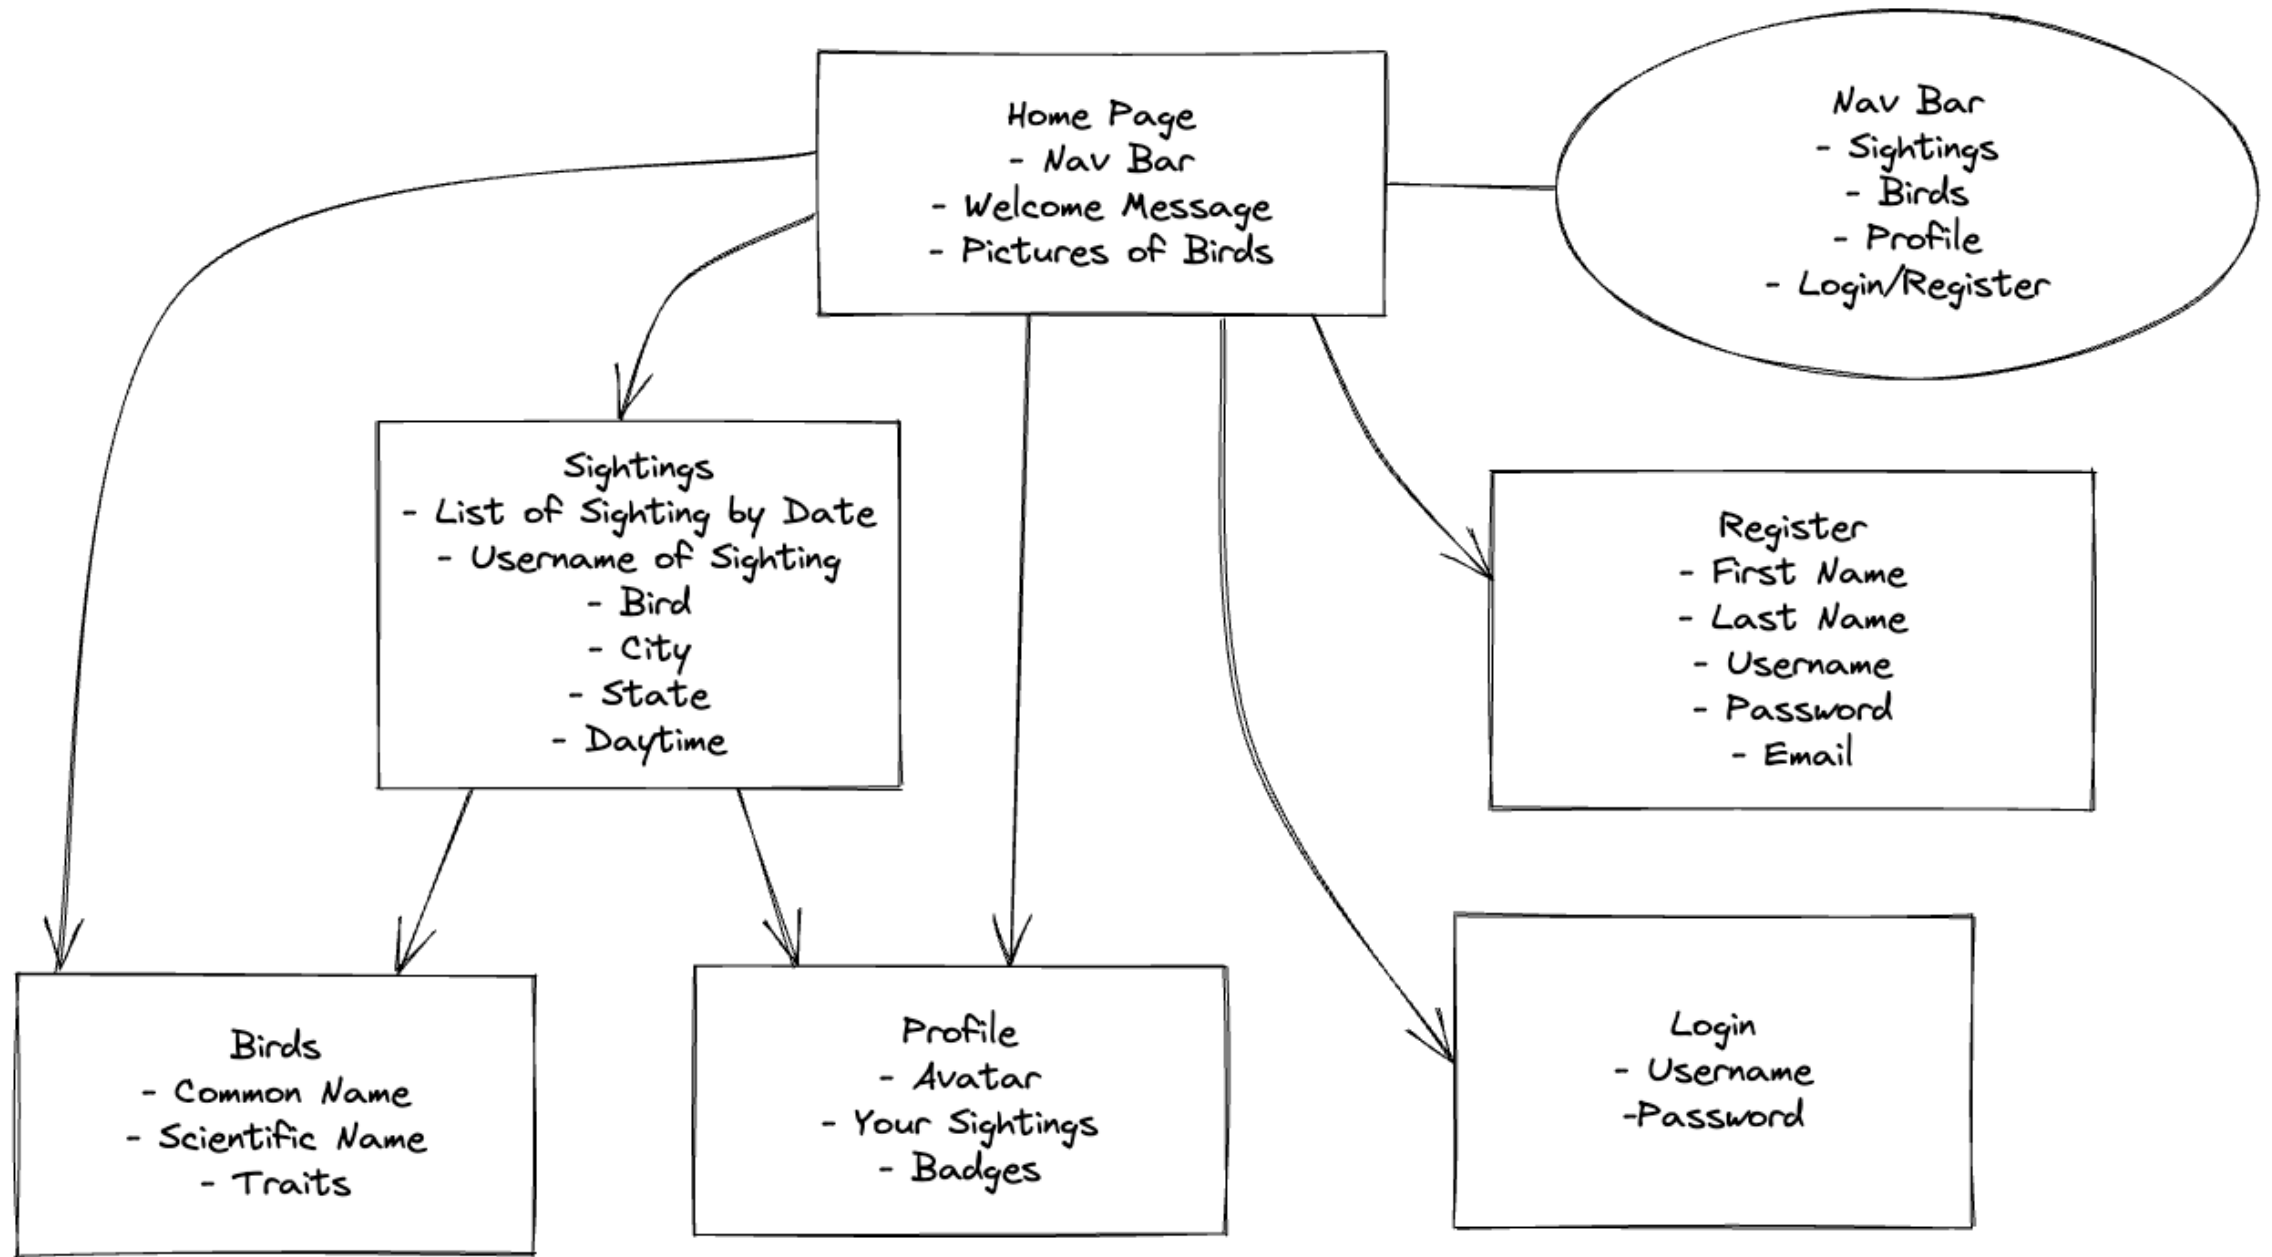 Home Page
- Nav Bar
- Welcome Message
- Pictures of Birds
Nav Bar
- Sightings
- Birds
- Profile
- Login/Register
Sightings
- List of Sighting by Date
- Username of Sighting
- Bird
- City
- State
- Daytime
Register
- First Name
- Last Name
- Username
- Password
- Email
Birds
- Common Name
- Scientific Name
- Traits
Profile
- Avatar
- Your Sightings
- Badges
Login
- Username
-Password